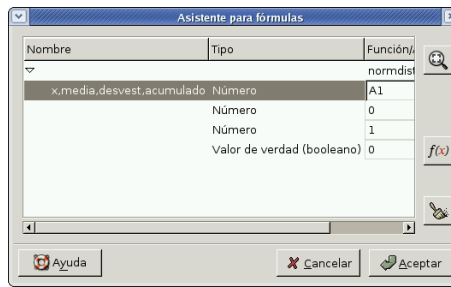 Asistente para fórmulas
Nombre Tipo Función/
normdist
x,media,desvest,acumulado Número A1
Número 0
Número 1
Valor de verdad (booleano) 0
f(x)
Ayuda Cancelar Aceptar